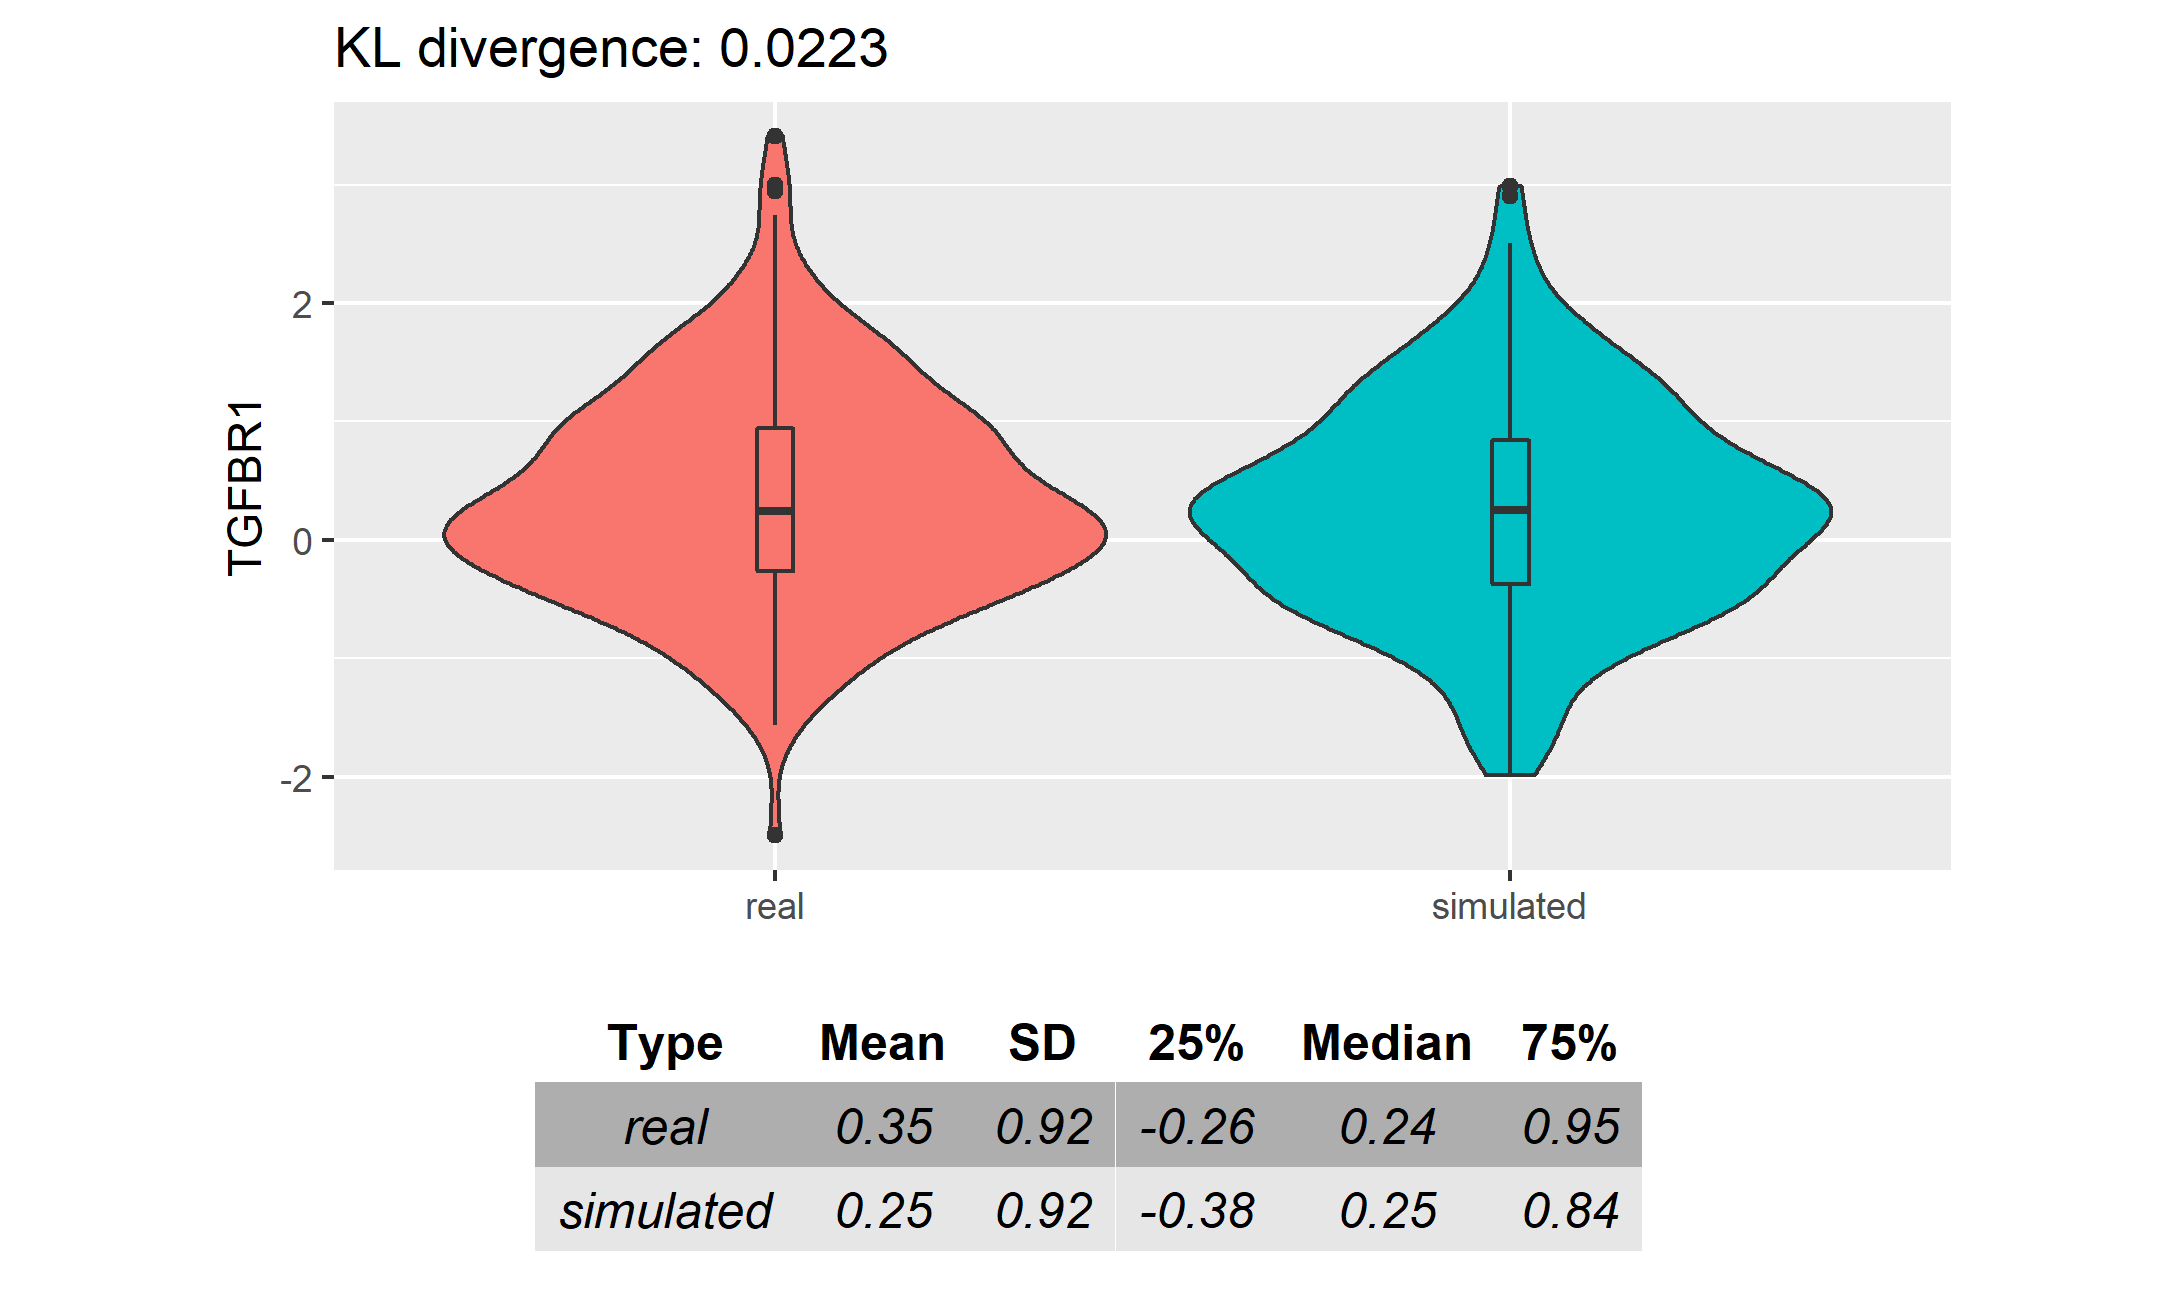 KL divergence: 0.0223
TGFBR1
2
0
-2
real simulated
Type Mean SD 25% Median 75%
real 0.35 0.92 -0.26 0.24 0.95
simulated 0.25 0.92 -0.38 0.25 0.84